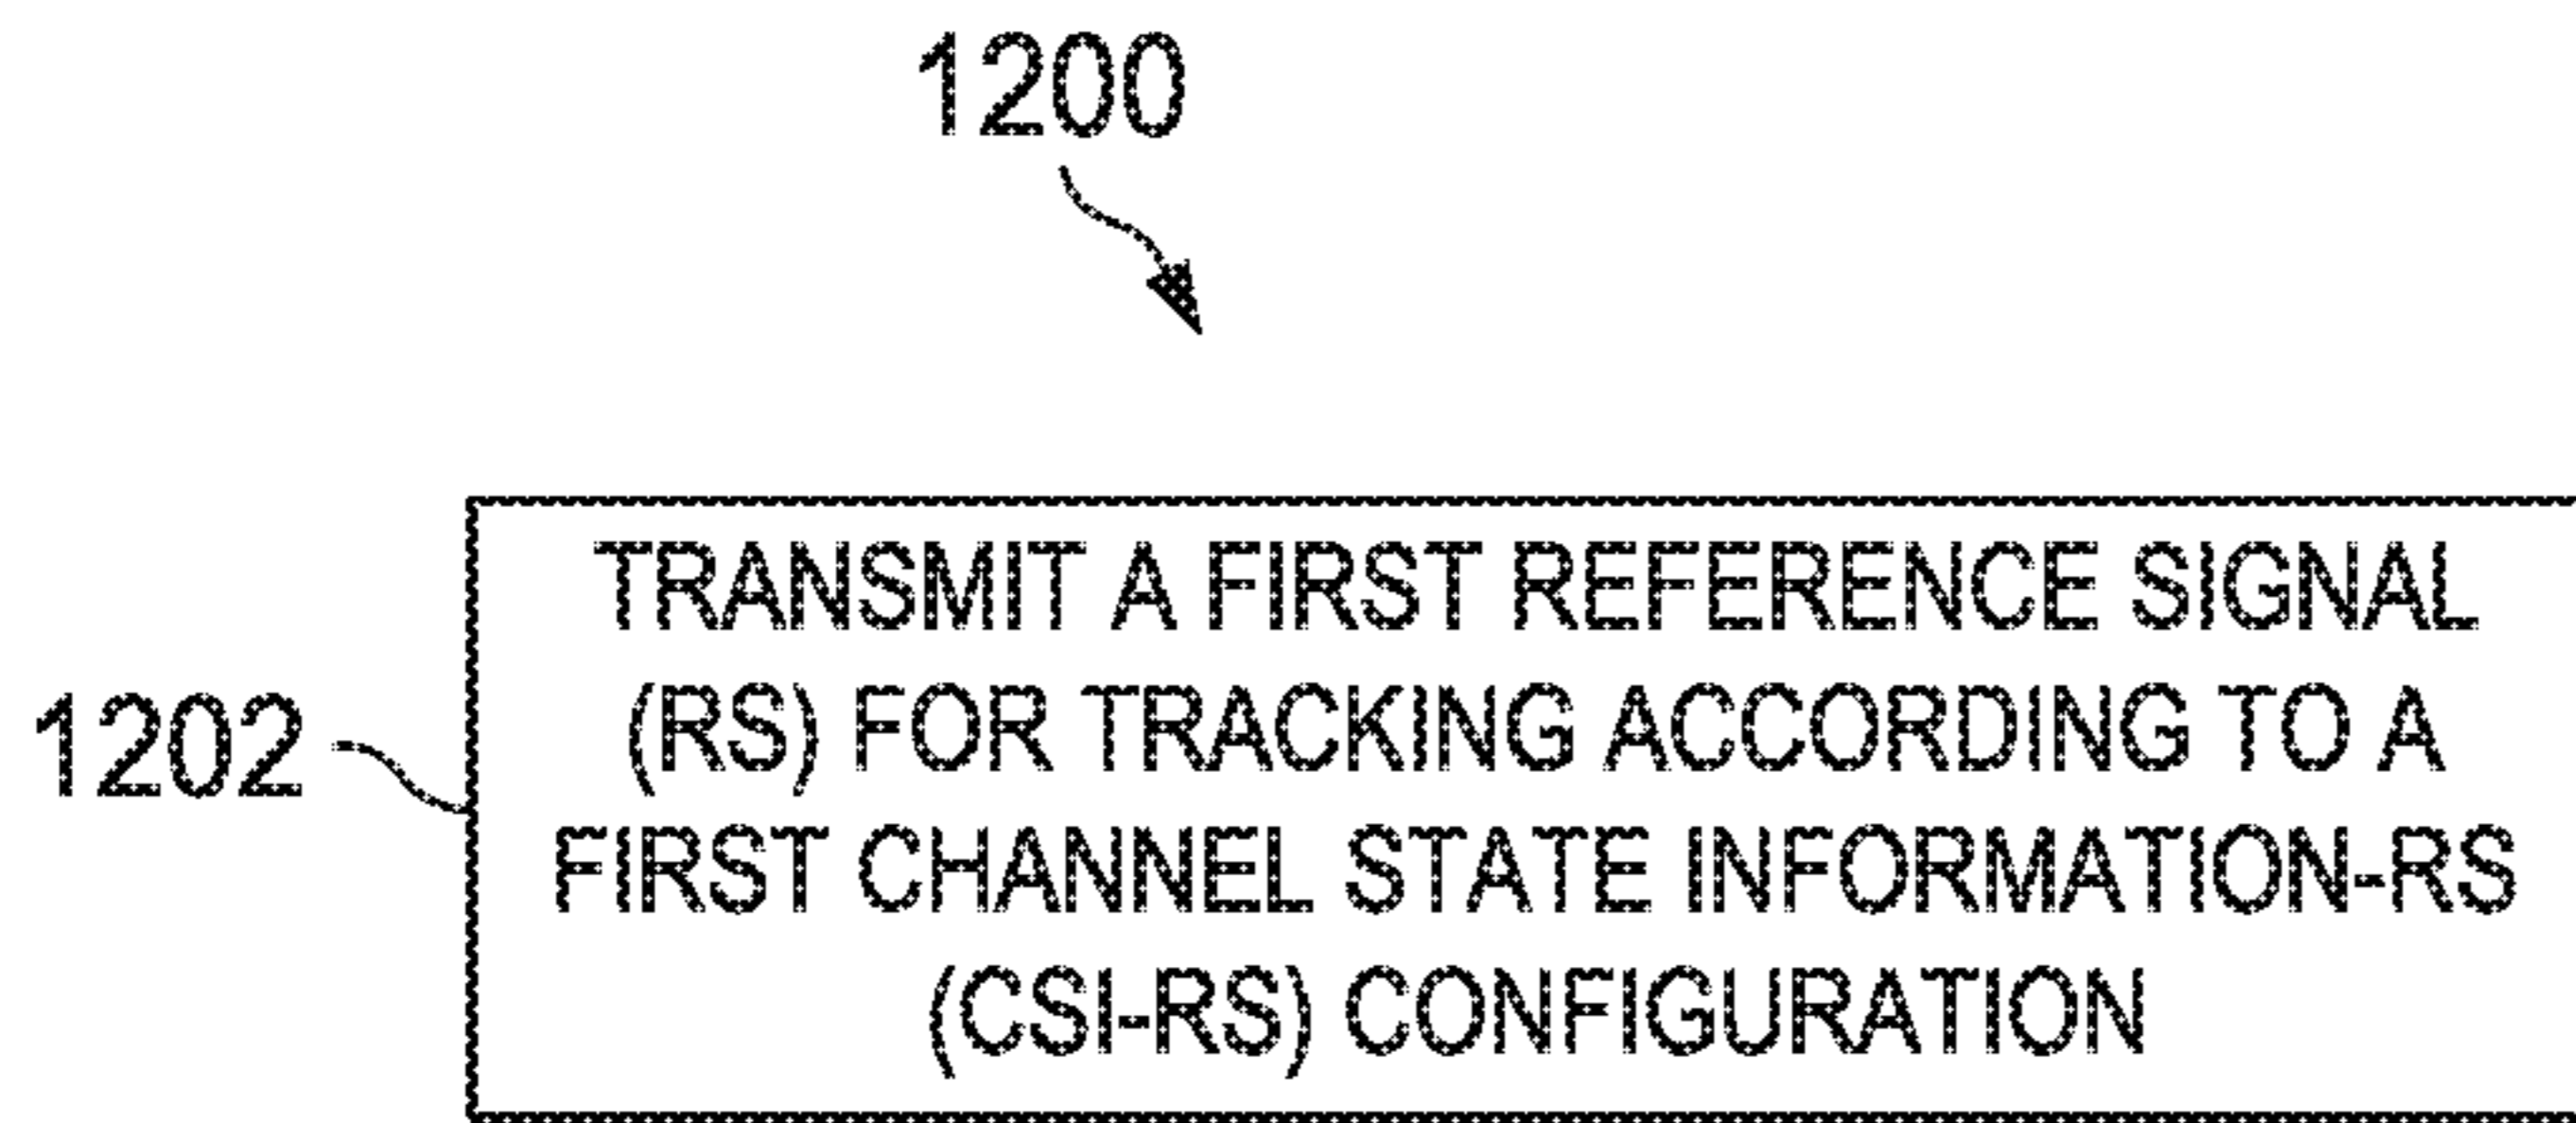 1200
TRANSMIT A FIRST REFERENCE SIGNAL
(RS) FOR TRACKING ACCORDING TO A
1202
FIRST CHANNEL STATE INFORMATION-RS
(CSI-RS) CONFIGURATION